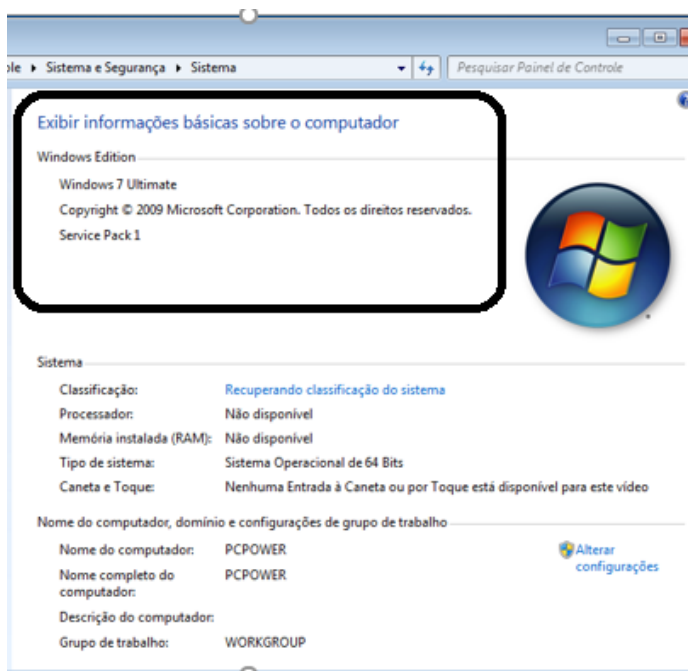 Sistema e Segurança Sistema Pesquisar Painel de Controle
Exibir informações básicas sobre o computador
Windows Edition
Windows 7 Ultimate
Copyright © 2009 Microsoft Corporation. Todos os direitos reservados.
Service Pack 1
Sistema
Classificação: Recuperando classificação do sistema
Processador: Não disponível
Memória instalada (RAM): Não disponível
Tipo de sistema: Sistema Operacional de 64 Bits
Caneta e Toque: Nenhuma Entrada à Caneta ou por Toque está disponível para este vídeo
Nome do computador, domínio e configurações de grupo de trabalho
Nome do computador: PCPOWER Alterar
configurações
Nome completo do PCPOWER
computador:
Descrição do computador:
Grupo de trabalho: WORKGROUP